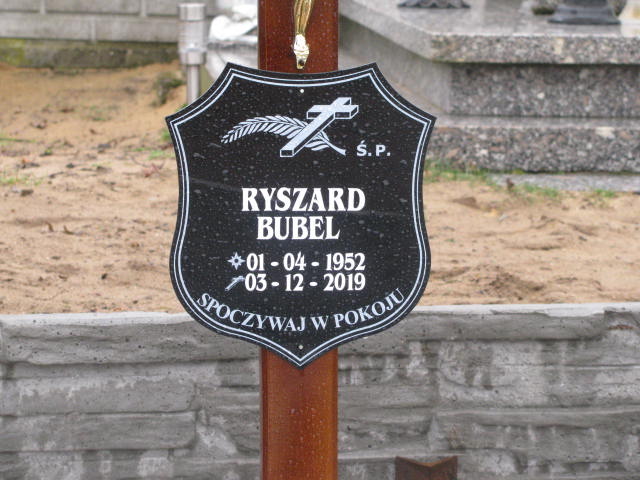 Ś.P.
RYSZARD
BUBEL
01 - 04 - 1952
03 - 12 - 2019
SPOCZYWAJ W POKOJU